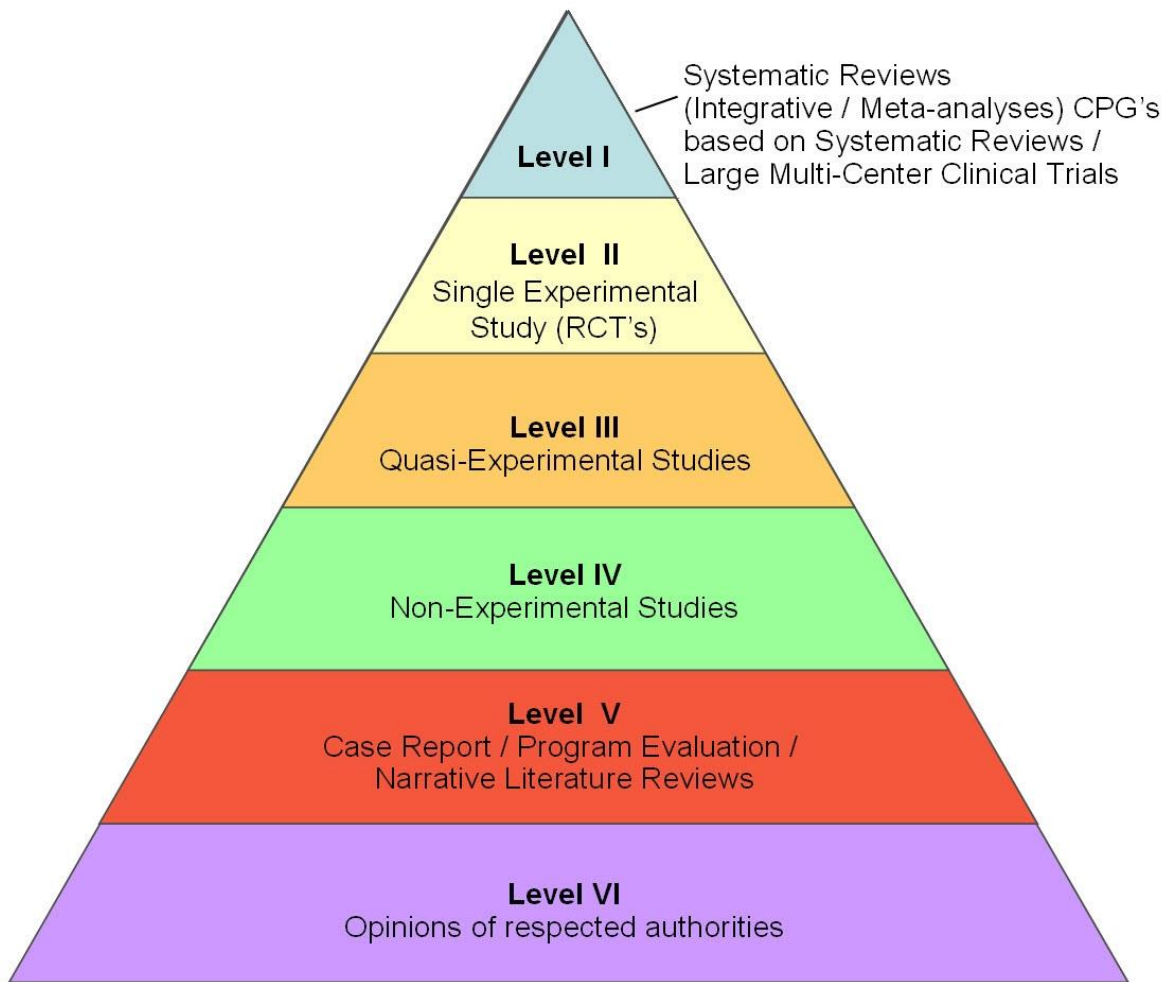 Systematic Reviews
(Integrative / Meta-analyses) CPG's
based on Systematic Reviews /
Large Multi-Center Clinical Trials
Level I
Level II
Single Experimental
Study (RCT's)
Level III
Quasi-Experimental Studies
Level IV
Non-Experimental Studies
Level V
Case Report / Program Evaluation /
Narrative Literature Reviews
Level VI
Opinions of respected authorities